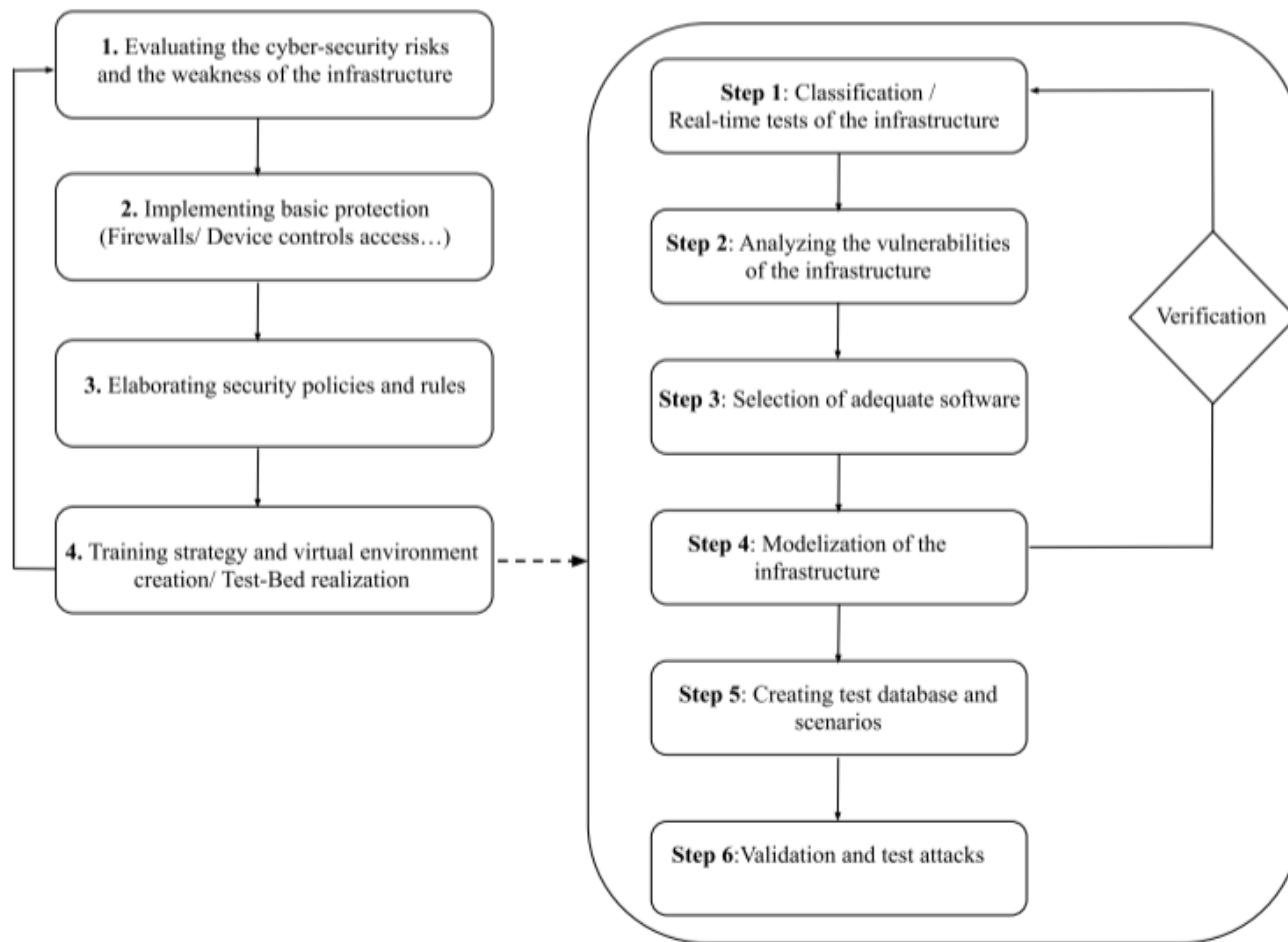 1. Evaluating the cyber-security risks
and the weakness of the infrastructure
2. Implementing basic protection
(Firewalls/ Device controls access…)
3. Elaborating security policies and rules
4. Training strategy and virtual environment
creation/ Test-Bed realization
Step 1: Classification /
Real-time tests of the infrastructure
Step 2: Analyzing the vulnerabilities
of the infrastructure
Step 3: Selection of adequate software
Step 4: Modelization of the
infrastructure
Step 5: Creating test database and
scenarios
Step 6:Validation and test attacks
Verification